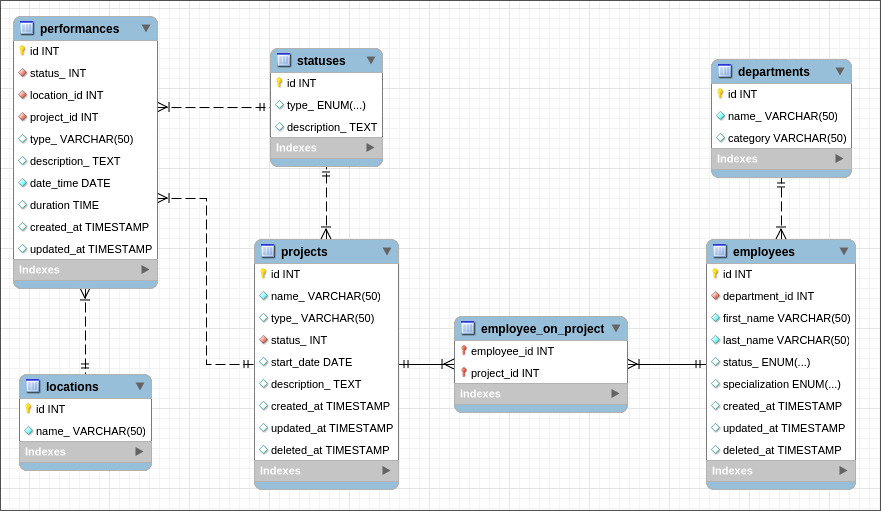 performances
id INT
status_ INT
location_id INT
project_id INT
type_ VARCHAR(50)
description_ TEXT
date_time DATE
duration TIME
created_at TIMESTAMP
updated_at TIMESTAMP
Indexes
statuses
id INT
type_ ENUM(...)
description_ TEXT
Indexes
departments
id INT
name_ VARCHAR(50)
category VARCHAR(50)
Indexes
projects
id INT
name_ VARCHAR(50)
type_ VARCHAR(50)
status_ INT
start_date DATE
description_ TEXT
created_at TIMESTAMP
updated_at TIMESTAMP
deleted_at TIMESTAMP
Indexes
employee_on_project
employee_id INT
project_id INT
Indexes
employees
id INT
department_id INT
first_name VARCHAR(50)
last_name VARCHAR(50)
status_ ENUM(...)
specialization ENUM(...)
created_at TIMESTAMP
updated_at TIMESTAMP
deleted_at TIMESTAMP
Indexes
locations
id INT
name_ VARCHAR(50)
Indexes